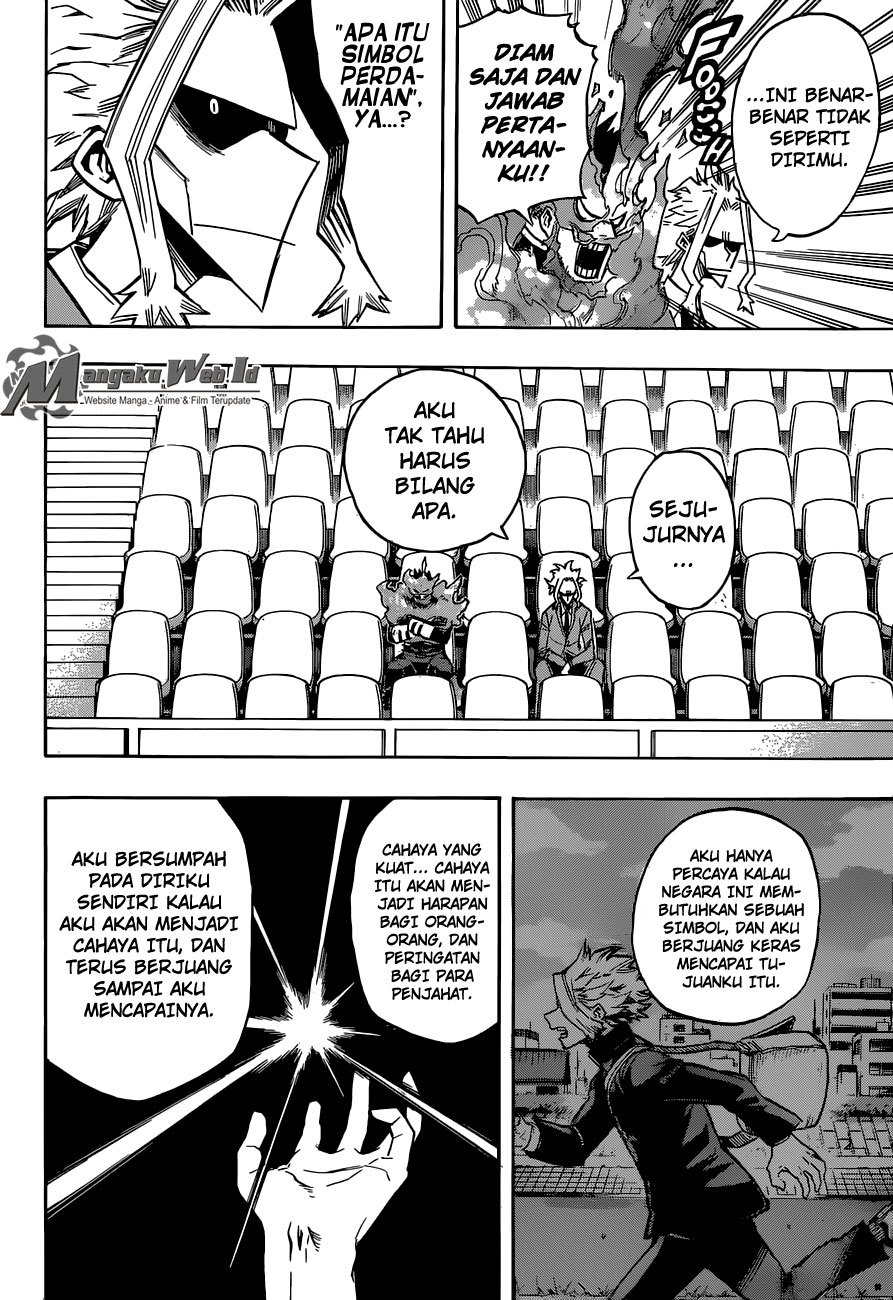 ...INI BENAR-
BENAR TIDAK
SEPERTI
DIRIMU.
FOOSSSH
DIAM
SAJA DAN
JAWAB
PERTA-
NYAAN-
KU!!
"APA ITU
SIMBOL
PERDA-
MAIAN",
YA...?
Mangaku.Web.Id
Website Manga - Anime & Film Terupdate
SEJU-
JURNYA
...
AKU
TAK TAHU
HARUS
BILANG
APA.
AKU HANYA
PERCAYA KALAU
NEGARA INI MEM-
BUTUHKAN SEBUAH
SIMBOL, DAN AKU
BERJUANG KERAS
MENCAPAI TU-
JUANKU ITU.
CAHAYA YANG
KUAT... CAHAYA
ITU AKAN MEN-
JADI HARAPAN
BAGI ORANG-
ORANG, DAN
PERINGATAN
BAGI PARA
PENJAHAT.
AKU BERSUMPAH
PADA DIRIKU
SENDIRI KALAU
AKU AKAN MENJADI
CAHAYA ITU, DAN
TERUS BERJUANG
SAMPAI AKU
MENCAPAINYA.